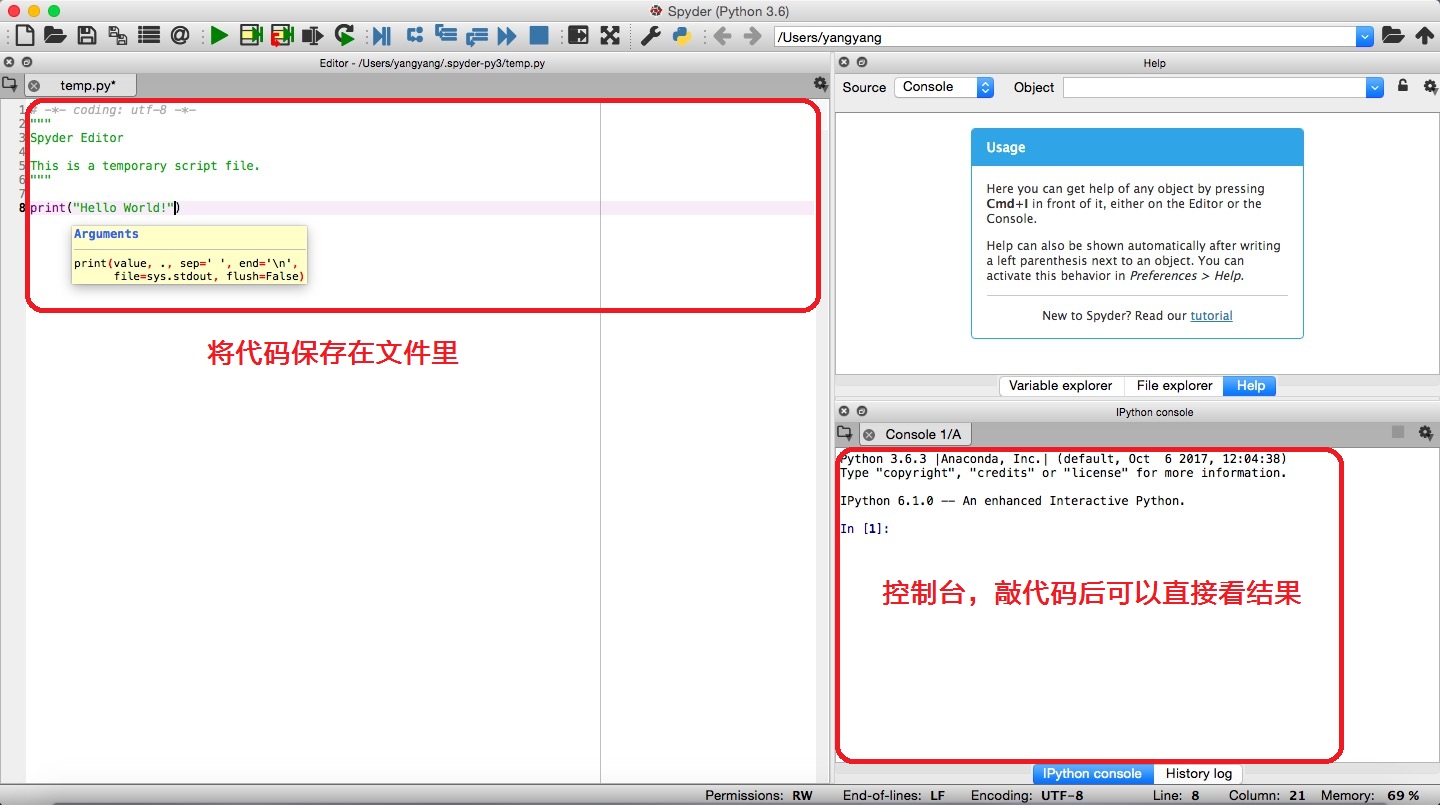 Spyder (Python 3.6)
/Users/yangyang
Editor - /Users/yangyang/.spyder-py3/temp.py
temp.py*
1 # -*- coding: utf-8 -*-
2 """
3 Spyder Editor
4
5 This is a temporary script file.
6 """
7
8 print("Hello World!")
Arguments
print(value, ., sep=' ', end='\n',
file=sys.stdout, flush=False)
将代码保存在文件里
Help
Source Console Object
Usage
Here you can get help of any object by pressing
Cmd+I in front of it, either on the Editor or the
Console.
Help can also be shown automatically after writing
a left parenthesis next to an object. You can
activate this behavior in Preferences > Help.
New to Spyder? Read our tutorial
Variable explorer File explorer Help
IPython console
Console 1/A
Python 3.6.3 |Anaconda, Inc.| (default, Oct  6 2017, 12:04:38)
Type "copyright", "credits" or "license" for more information.
IPython 6.1.0 -- An enhanced Interactive Python.
In [1]:
控制台，敲代码后可以直接看结果
IPython console History log
Permissions: RW End-of-lines: LF Encoding: UTF-8 Line: 8 Column: 21 Memory: 69 %